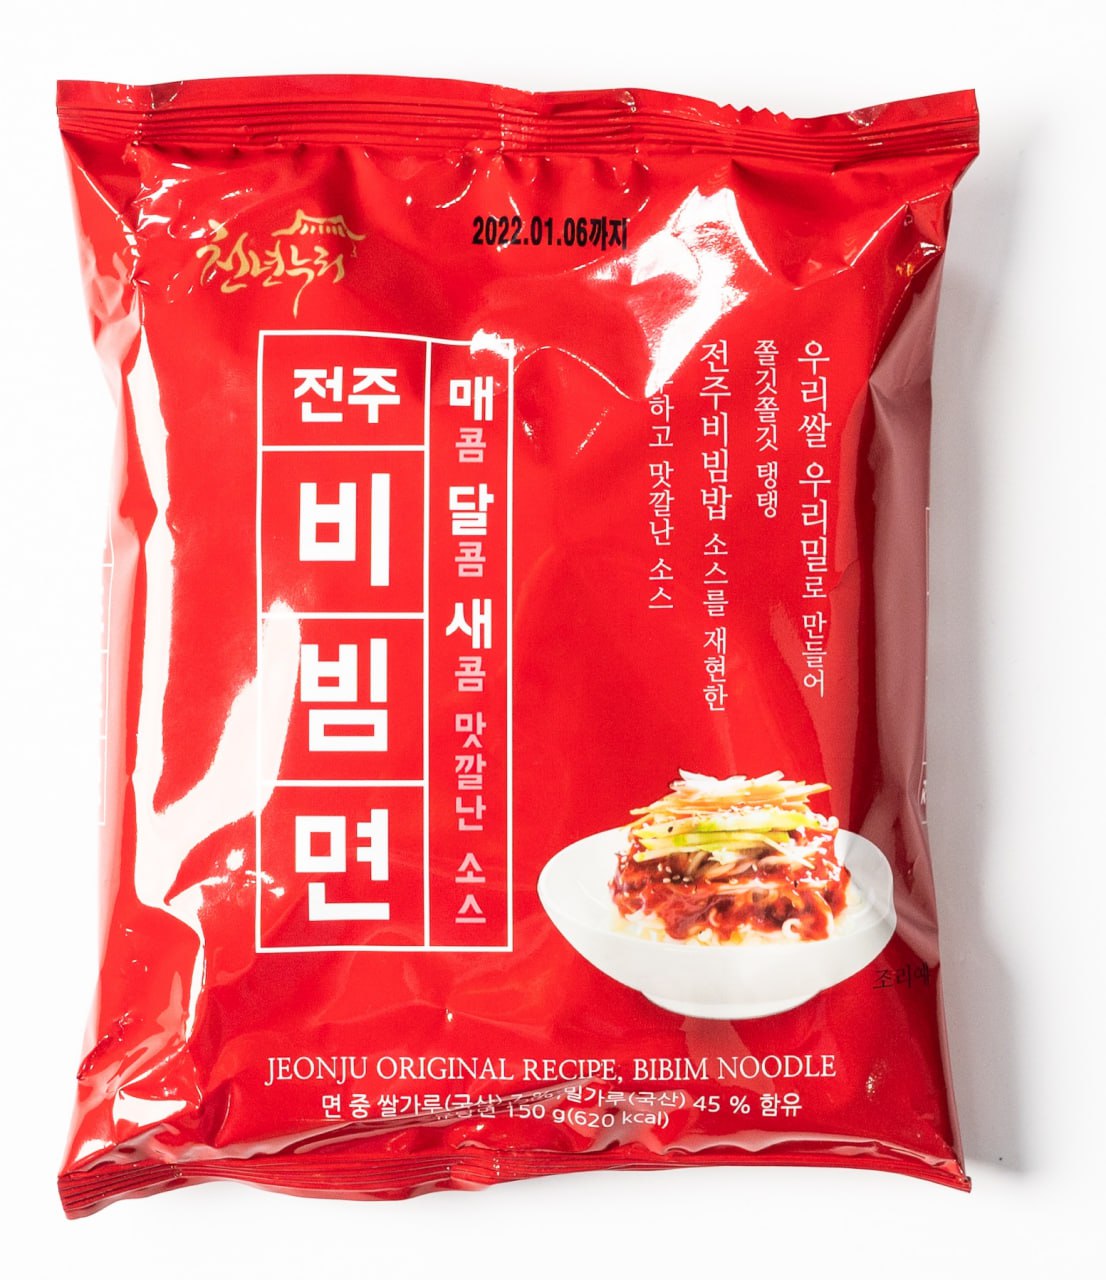 천년누리
2022.01.06까지
전주
비
빔
면
매콤 달콤 새콤 맛깔난 소스
우리쌀 우리밀로 만들어
쫄깃쫄깃 탱탱
전주비빔밥 소스를 재현한
하고 맛깔난 소스
JEONJU ORIGINAL RECIPE, BIBIM NOODLE
면 중 쌀가루(국산) 밀가루(국산) 45 % 함유
150 g(620 kcal)